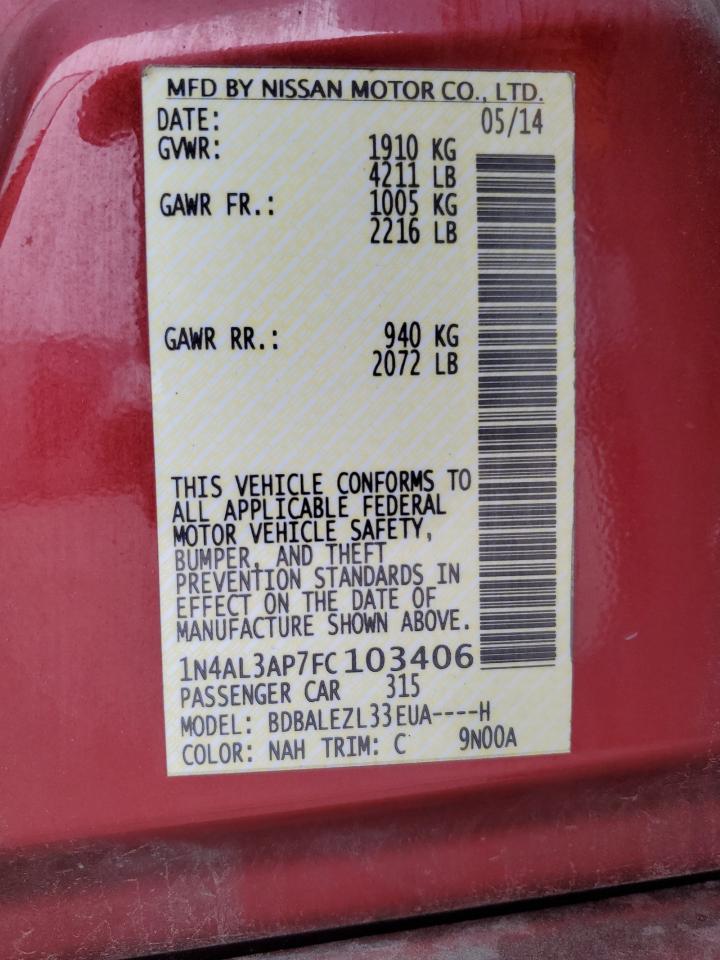 MFD BY NISSAN MOTOR CO., LTD.
DATE: 05/14
GVWR: 1910 KG
4211 LB
GAWR FR.: 1005 KG
2216 LB
GAWR RR.: 940 KG
2072 LB
THIS VEHICLE CONFORMS TO
ALL APPLICABLE FEDERAL
MOTOR VEHICLE SAFETY,
BUMPER, AND THEFT
PREVENTION STANDARDS IN
EFFECT ON THE DATE OF
MANUFACTURE SHOWN ABOVE.
1N4AL3AP7FC103406
PASSENGER CAR 315
MODEL: BDBALEZL33EUA----H
COLOR: NAH TRIM: C 9N00A